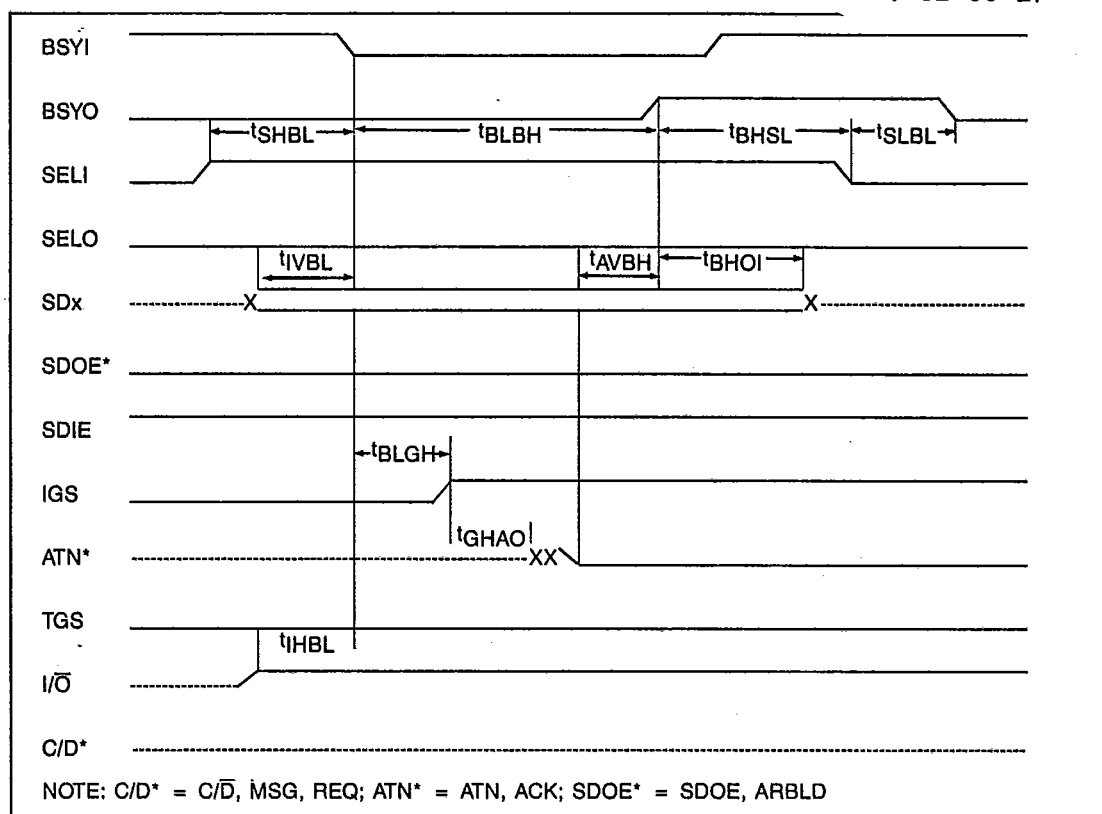 BSYI
BSYO
tSHBL
tBLBH
tBHSL
tSLBL
SELI
SELO
tIVBL
tAVBH
tBHOI
SDx
X
X
SDOE*
SDIE
tBLGH
IGS
tGHAO
ATN*
XX
TGS
tIHBL
I/O̅
C/D*
NOTE: C/D* = C/D̅, MSG, REQ; ATN* = ATN, ACK; SDOE* = SDOE, ARBLD